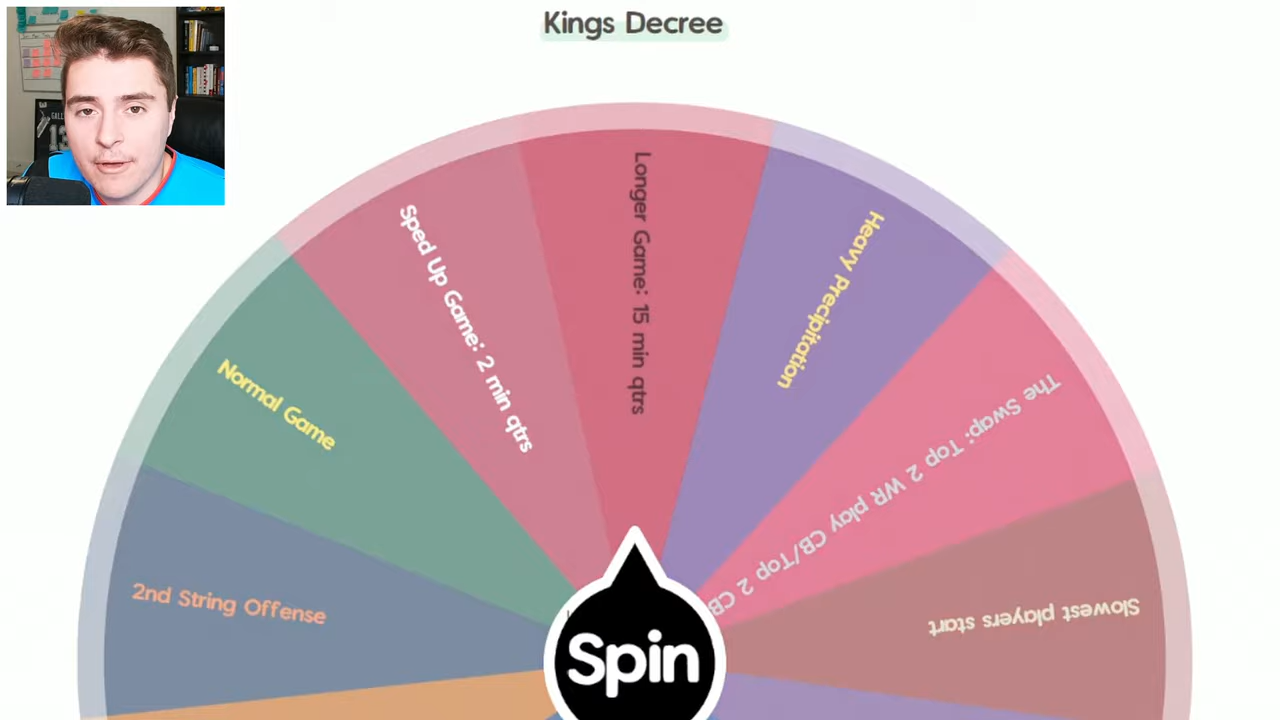 Kings Decree
2nd String Offense
Normal Game
Sped Up Game: 2 min qtrs
Longer Game: 15 min qtrs
Heavy Precipitation
The Swap: Top 2 WR play CB/Top 2 CB
Slowest players start
Spin